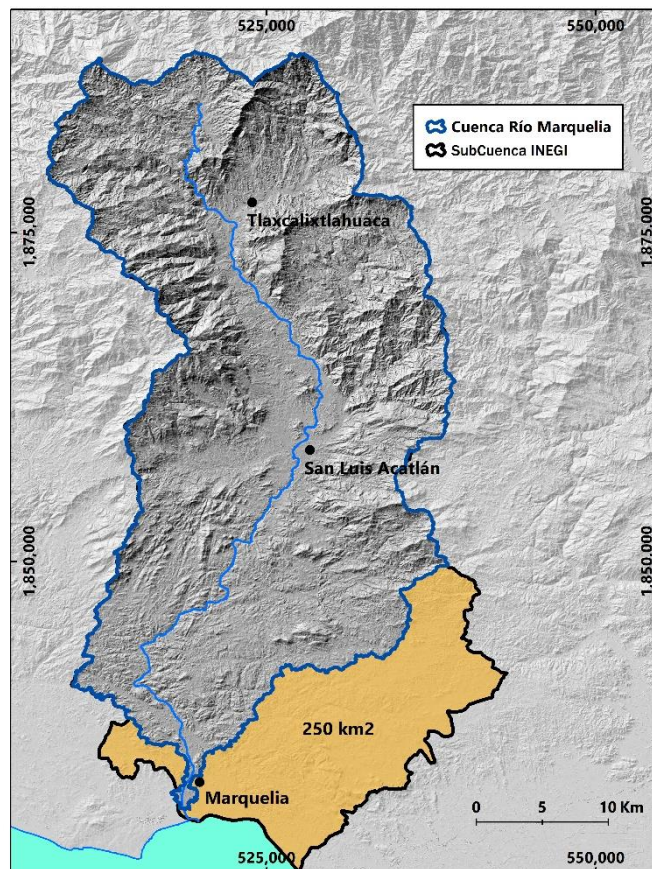 525,000
550,000
Cuenca Río Marquelia
SubCuenca INEGI
1,875,000
1,875,000
Tlaxcalixtlahuaca
San Luis Acatlán
1,850,000
1,850,000
250 km2
Marquelia
0 5 10 Km
525,000
550,000